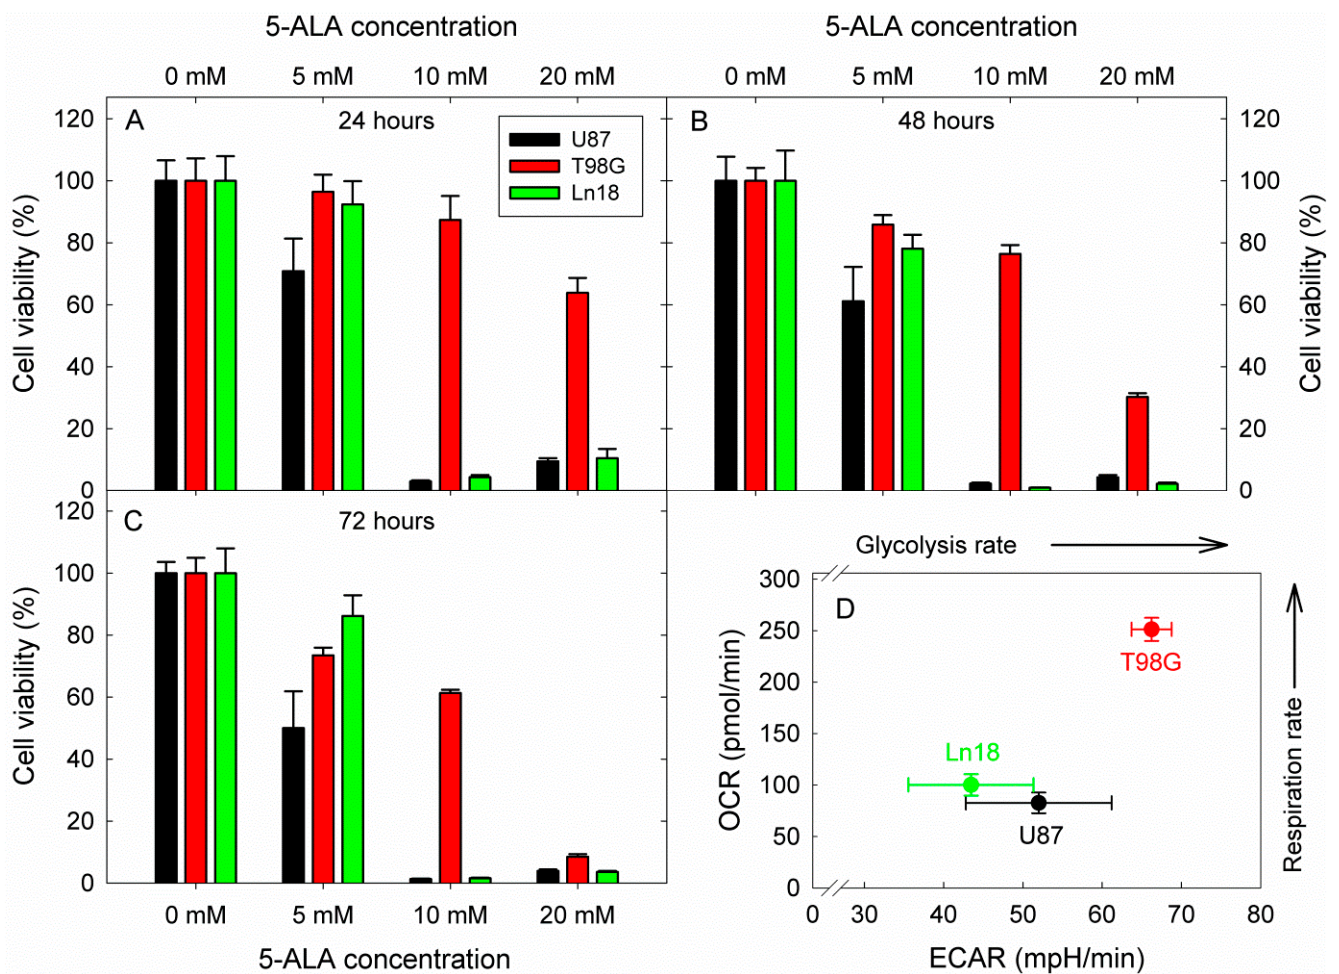 5-ALA concentration
5-ALA concentration
0 mM 5 mM 10 mM 20 mM
0 mM 5 mM 10 mM 20 mM
A 24 hours
U87
T98G
Ln18
B 48 hours
120
100
80
60
40
20
0
Cell viability (%)
120
100
80
60
40
20
0
Cell viability (%)
C 72 hours
120
100
80
60
40
20
0
Cell viability (%)
0 mM 5 mM 10 mM 20 mM
5-ALA concentration
Glycolysis rate
D
300
250
200
150
100
50
0
OCR (pmol/min)
T98G
Ln18
U87
Respiration rate
0 30 40 50 60 70 80
ECAR (mpH/min)